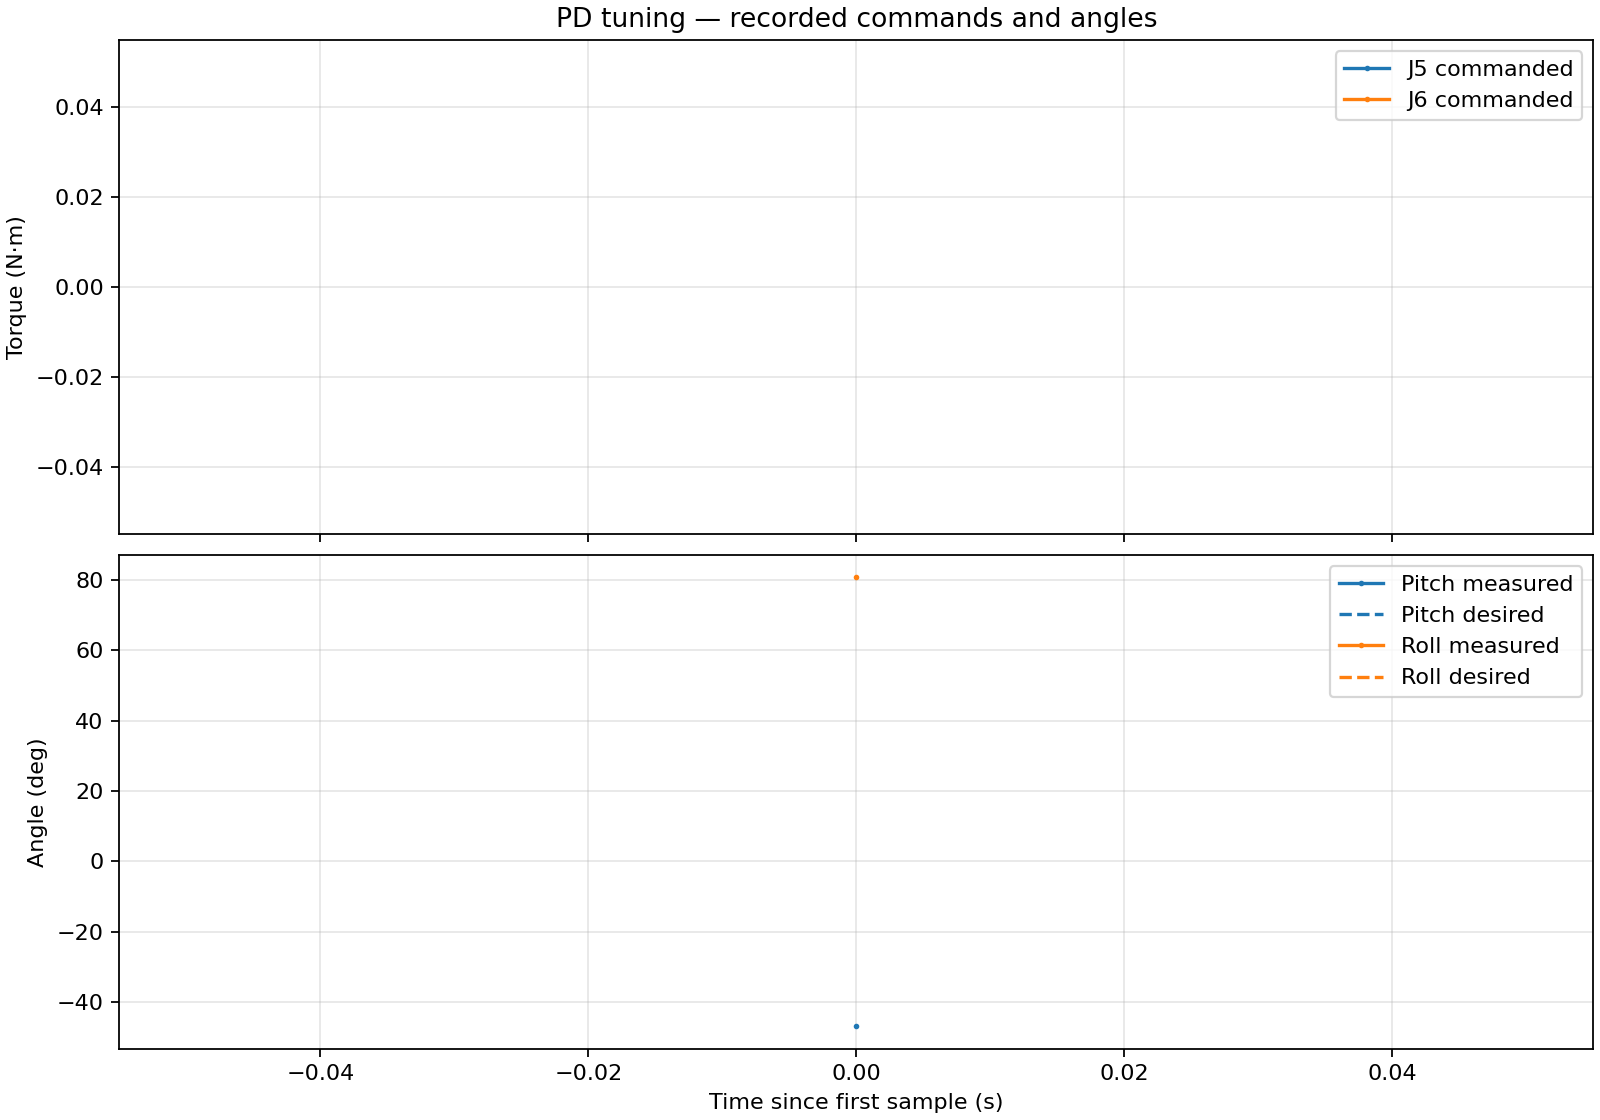 PD tuning — recorded commands and angles
J5 commanded
J6 commanded
0.04
0.02
0.00
−0.02
−0.04
Torque (N·m)
Pitch measured
Pitch desired
Roll measured
Roll desired
80
60
40
20
0
−20
−40
Angle (deg)
−0.04 −0.02 0.00 0.02 0.04
Time since first sample (s)